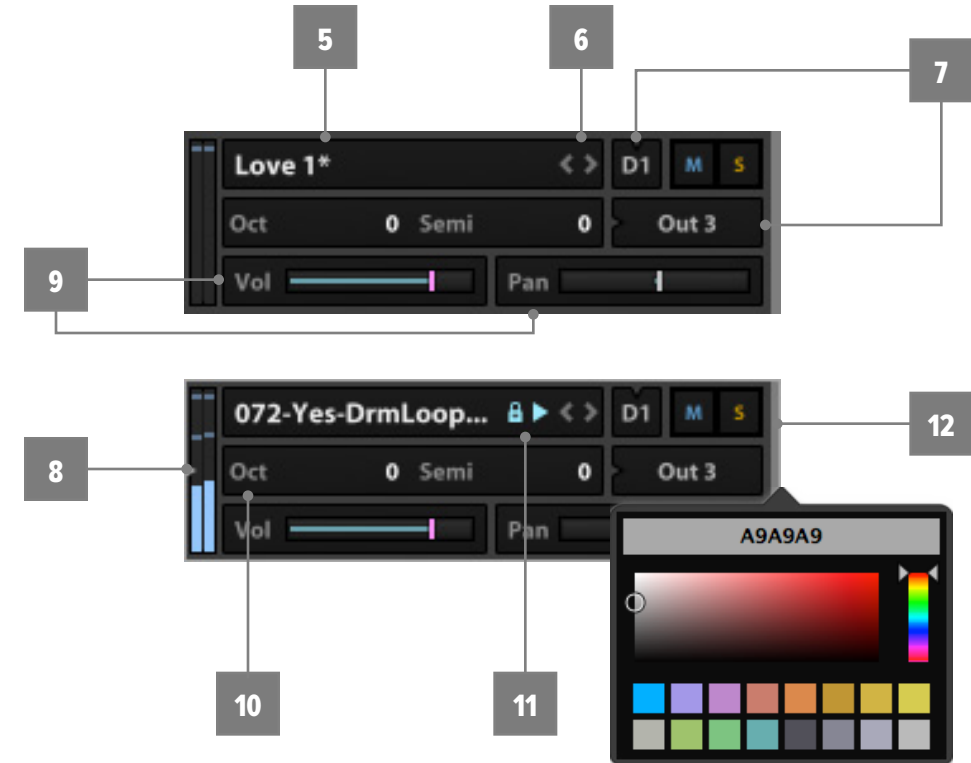 5
6
7
Love 1* < > D1 M S
Oct 0 Semi 0 Out 3
9
Vol Pan
072-Yes-DrmLoop... < > D1 M S
12
8
Oct 0 Semi 0 Out 3
Vol Pan
A9A9A9
10
11